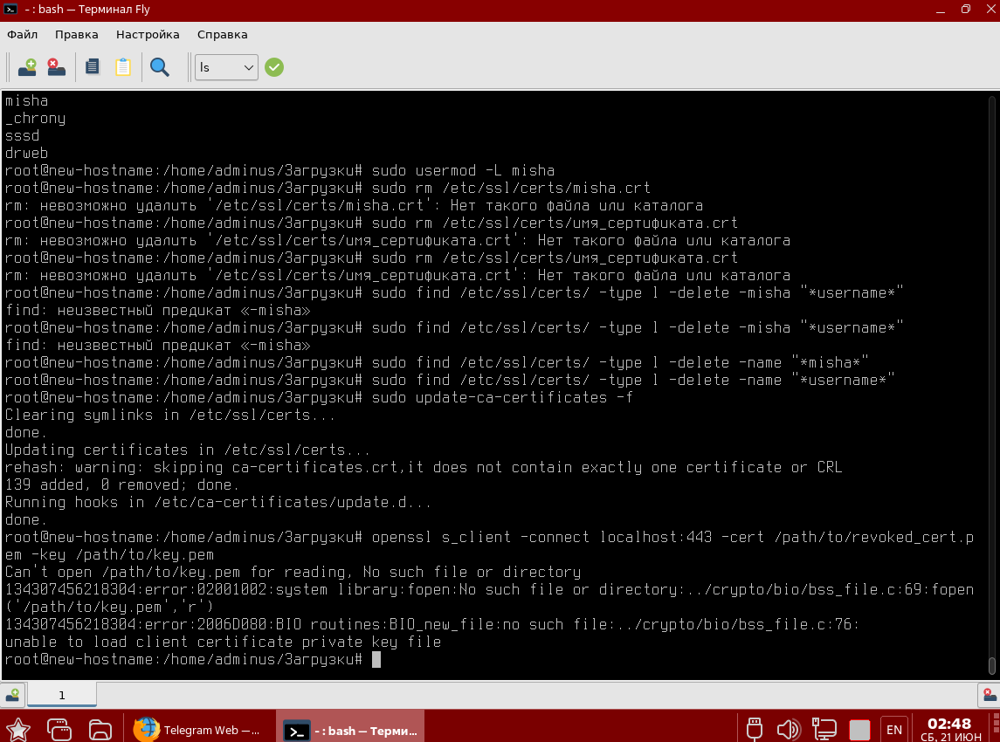 - : bash — Терминал Fly
Файл Правка Настройка Справка
ls
misha
_chrony
sssd
drweb
root@new-hostname:/home/adminus/Загрузки# sudo usermod -L misha
root@new-hostname:/home/adminus/Загрузки# sudo rm /etc/ssl/certs/misha.crt
rm: невозможно удалить '/etc/ssl/certs/misha.crt': Нет такого файла или каталога
root@new-hostname:/home/adminus/Загрузки# sudo rm /etc/ssl/certs/имя_сертификата.crt
rm: невозможно удалить '/etc/ssl/certs/имя_сертификата.crt': Нет такого файла или каталога
root@new-hostname:/home/adminus/Загрузки# sudo rm /etc/ssl/certs/имя_сертификата.crt
rm: невозможно удалить '/etc/ssl/certs/имя_сертификата.crt': Нет такого файла или каталога
root@new-hostname:/home/adminus/Загрузки# sudo find /etc/ssl/certs/ -type l -delete -misha "*username*"
find: неизвестный предикат «-misha»
root@new-hostname:/home/adminus/Загрузки# sudo find /etc/ssl/certs/ -type l -delete -misha "*username*"
find: неизвестный предикат «-misha»
root@new-hostname:/home/adminus/Загрузки# sudo find /etc/ssl/certs/ -type l -delete -name "*misha*"
root@new-hostname:/home/adminus/Загрузки# sudo find /etc/ssl/certs/ -type l -delete -name "*username*"
root@new-hostname:/home/adminus/Загрузки# sudo update-ca-certificates -f
Clearing symlinks in /etc/ssl/certs...
done.
Updating certificates in /etc/ssl/certs...
rehash: warning: skipping ca-certificates.crt,it does not contain exactly one certificate or CRL
139 added, 0 removed; done.
Running hooks in /etc/ca-certificates/update.d...
done.
root@new-hostname:/home/adminus/Загрузки# openssl s_client -connect localhost:443 -cert /path/to/revoked_cert.p
em -key /path/to/key.pem
Can't open /path/to/key.pem for reading, No such file or directory
134307456218304:error:02001002:system library:fopen:No such file or directory:../crypto/bio/bss_file.c:69:fopen
('/path/to/key.pem','r')
134307456218304:error:2006D080:BIO routines:BIO_new_file:no such file:../crypto/bio/bss_file.c:76:
unable to load client certificate private key file
root@new-hostname:/home/adminus/Загрузки#
1
Telegram Web —... - : bash — Терми... EN 02:48
СБ, 21 ИЮН